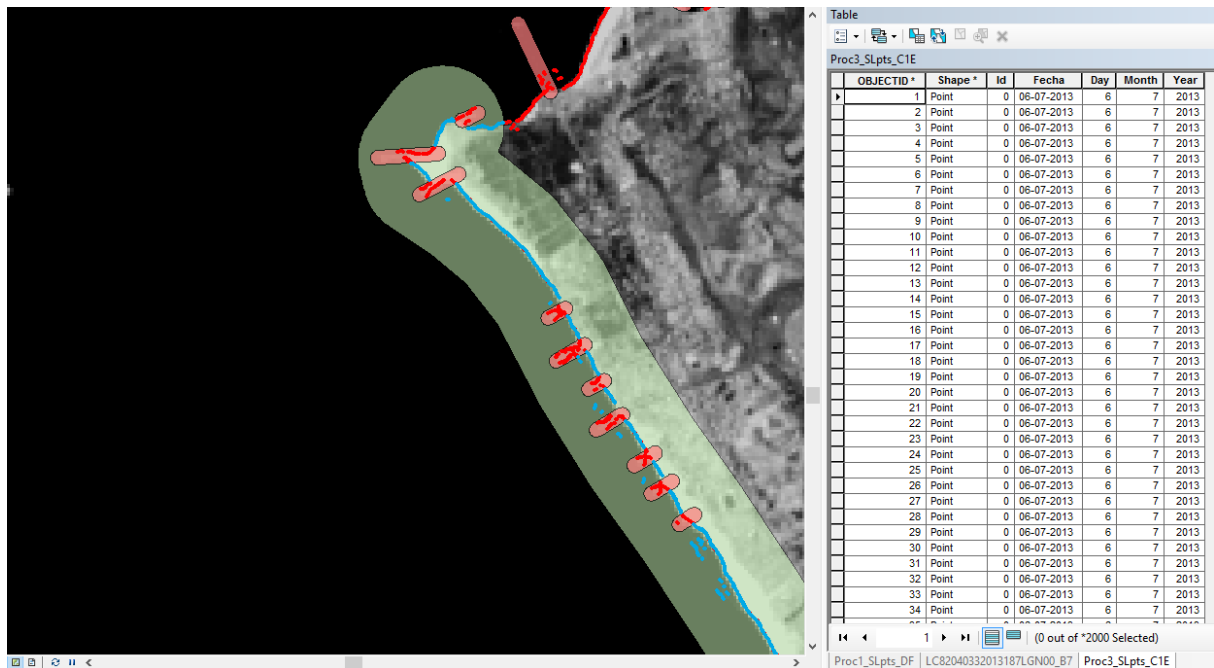 Table
Proc3_SLpts_C1E
OBJECTID * Shape * Id Fecha Day Month Year
1 Point 0 06-07-2013 6 7 2013
2 Point 0 06-07-2013 6 7 2013
3 Point 0 06-07-2013 6 7 2013
4 Point 0 06-07-2013 6 7 2013
5 Point 0 06-07-2013 6 7 2013
6 Point 0 06-07-2013 6 7 2013
7 Point 0 06-07-2013 6 7 2013
8 Point 0 06-07-2013 6 7 2013
9 Point 0 06-07-2013 6 7 2013
10 Point 0 06-07-2013 6 7 2013
11 Point 0 06-07-2013 6 7 2013
12 Point 0 06-07-2013 6 7 2013
13 Point 0 06-07-2013 6 7 2013
14 Point 0 06-07-2013 6 7 2013
15 Point 0 06-07-2013 6 7 2013
16 Point 0 06-07-2013 6 7 2013
17 Point 0 06-07-2013 6 7 2013
18 Point 0 06-07-2013 6 7 2013
19 Point 0 06-07-2013 6 7 2013
20 Point 0 06-07-2013 6 7 2013
21 Point 0 06-07-2013 6 7 2013
22 Point 0 06-07-2013 6 7 2013
23 Point 0 06-07-2013 6 7 2013
24 Point 0 06-07-2013 6 7 2013
25 Point 0 06-07-2013 6 7 2013
26 Point 0 06-07-2013 6 7 2013
27 Point 0 06-07-2013 6 7 2013
28 Point 0 06-07-2013 6 7 2013
29 Point 0 06-07-2013 6 7 2013
30 Point 0 06-07-2013 6 7 2013
31 Point 0 06-07-2013 6 7 2013
32 Point 0 06-07-2013 6 7 2013
33 Point 0 06-07-2013 6 7 2013
34 Point 0 06-07-2013 6 7 2013
1 (0 out of *2000 Selected)
Proc1_SLpts_DF LC82040332013187LGN00_B7 Proc3_SLpts_C1E